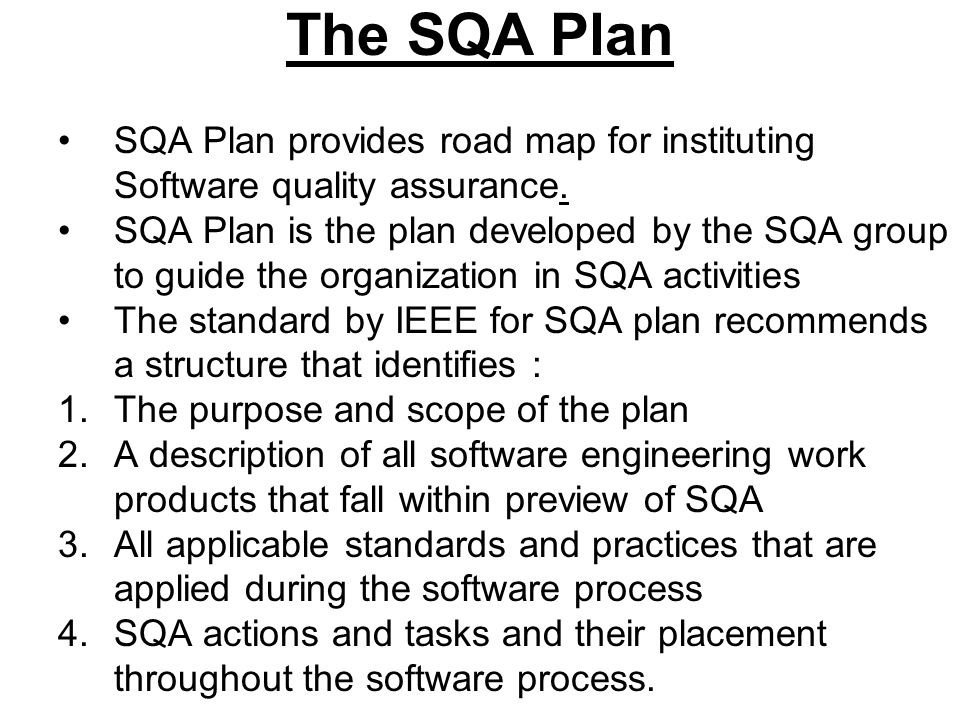 The SQA Plan
• SQA Plan provides road map for instituting
Software quality assurance.
• SQA Plan is the plan developed by the SQA group
to guide the organization in SQA activities
• The standard by IEEE for SQA plan recommends
a structure that identifies :
1. The purpose and scope of the plan
2. A description of all software engineering work
products that fall within preview of SQA
3. All applicable standards and practices that are
applied during the software process
4. SQA actions and tasks and their placement
throughout the software process.